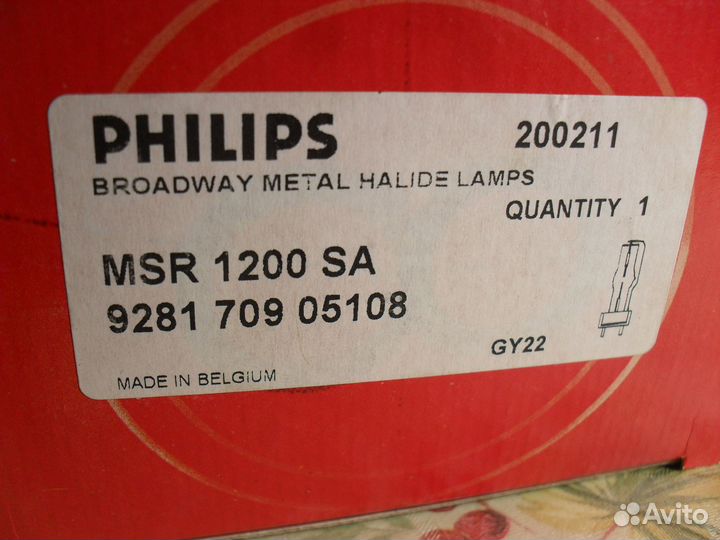 PHILIPS 200211
BROADWAY METAL HALIDE LAMPS
QUANTITY 1
MSR 1200 SA
9281 709 05108
GY22
MADE IN BELGIUM
Avito